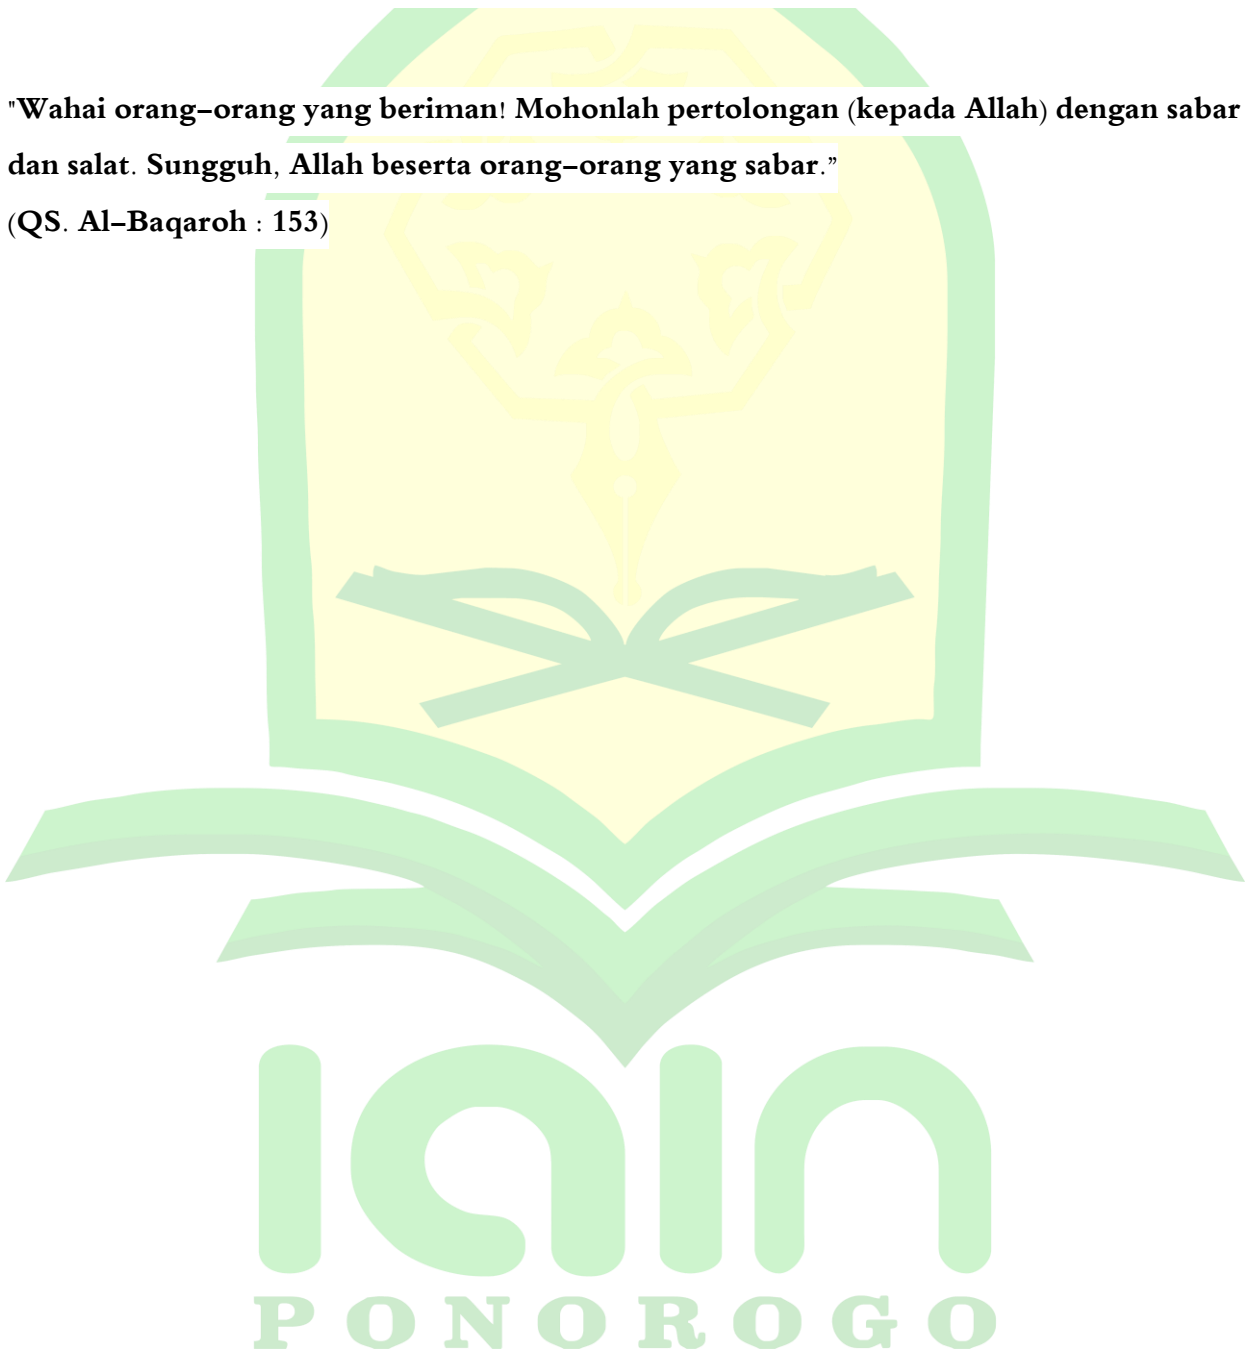 "Wahai orang–orang yang beriman! Mohonlah pertolongan (kepada Allah) dengan sabar
dan salat. Sungguh, Allah beserta orang–orang yang sabar.”
(QS. Al–Baqaroh : 153)
iain
PONOROGO